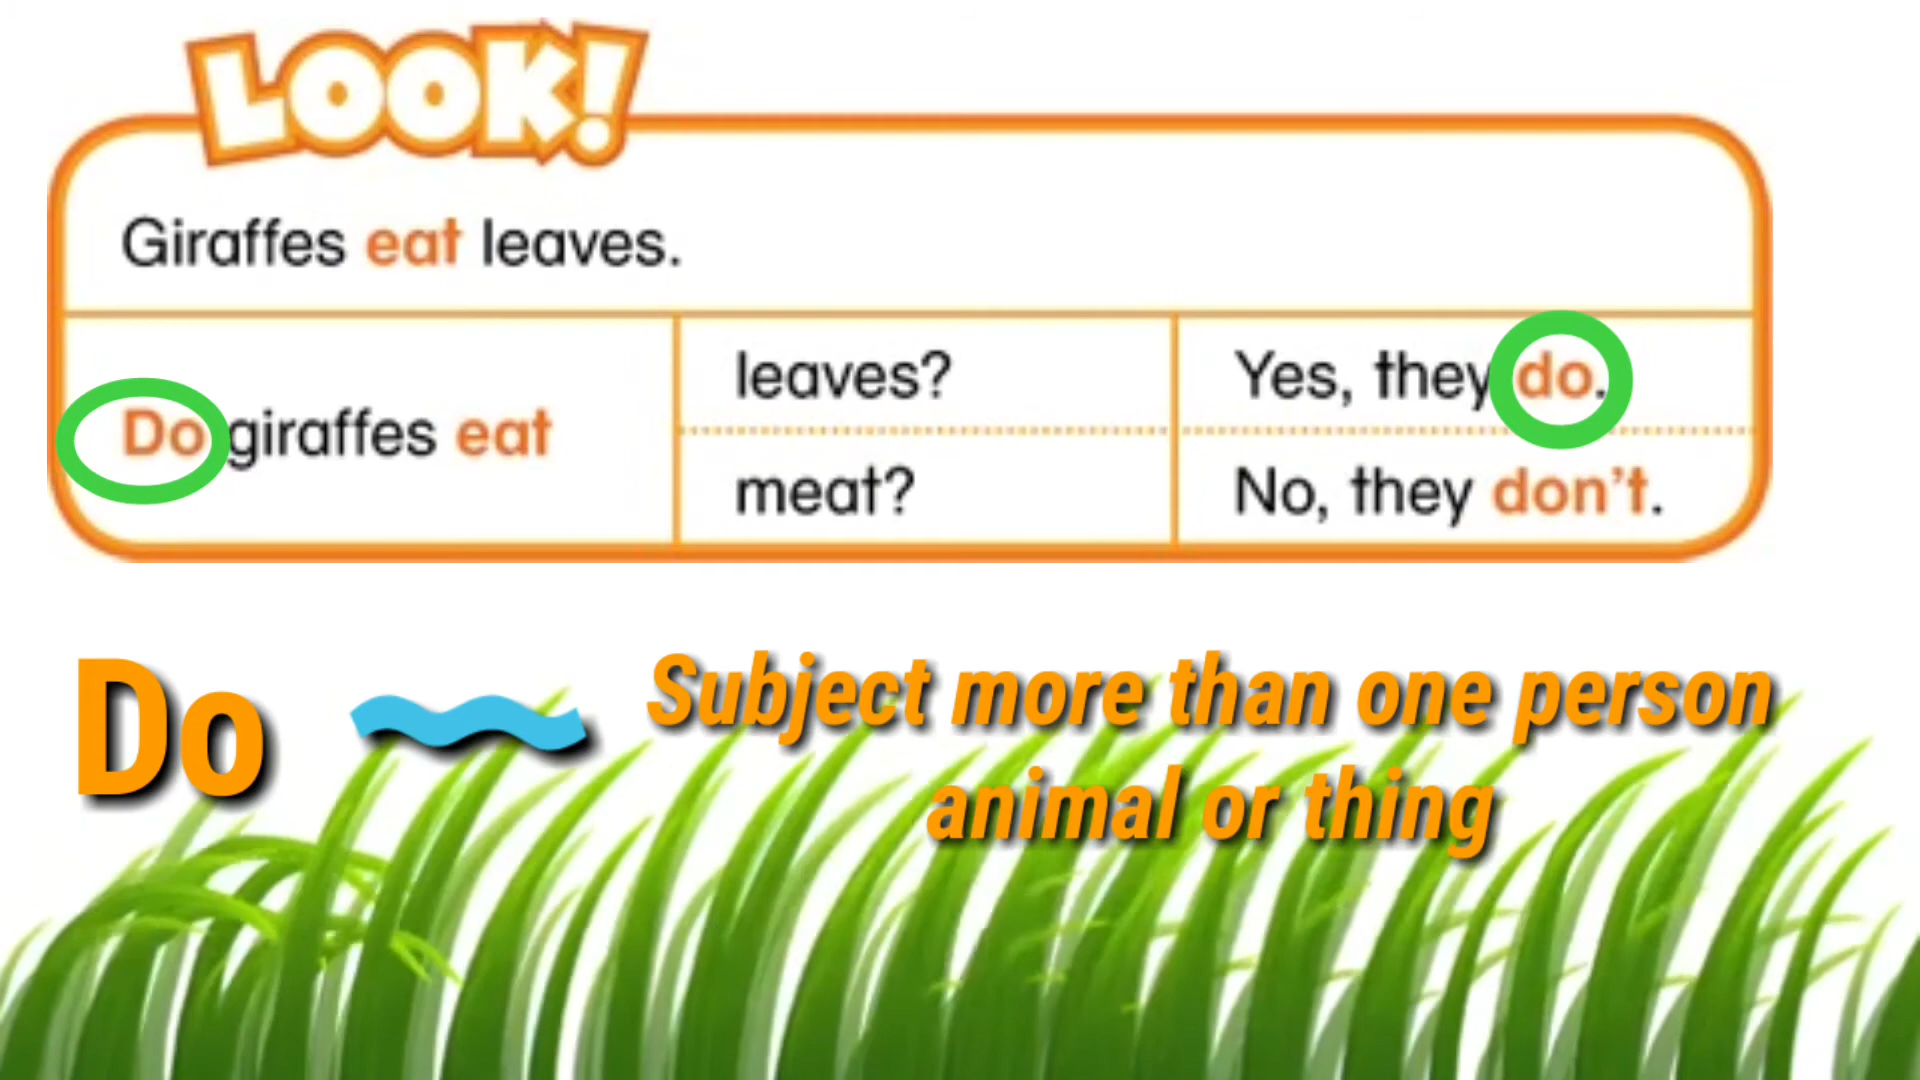 LOOK!
Giraffes eat leaves.
Do giraffes eat
leaves?
Yes, they do.
meat?
No, they don't.
Do
Subject more than one person
animal or thing